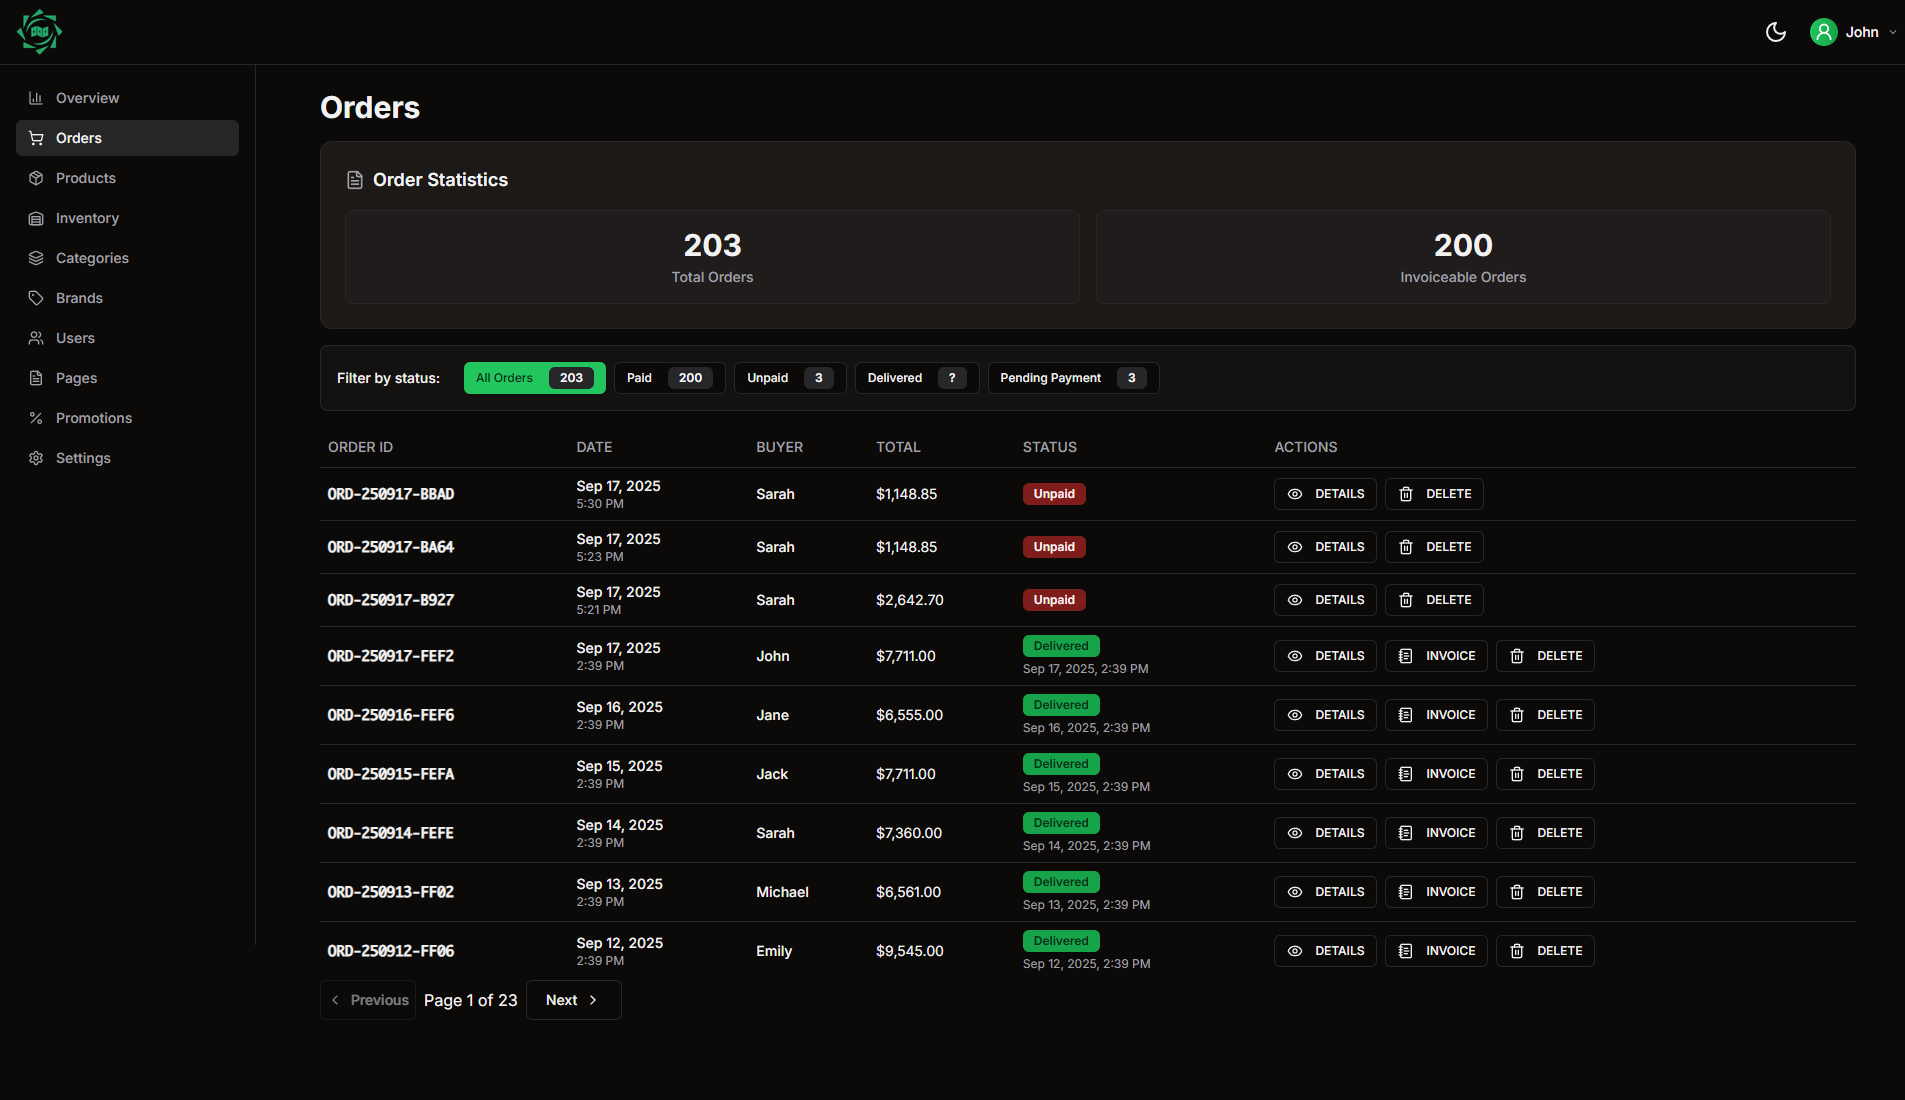 John
Overview
Orders
Products
Inventory
Categories
Brands
Users
Pages
Promotions
Settings
Orders
Order Statistics
203
Total Orders
200
Invoiceable Orders
Filter by status: All Orders 203 Paid 200 Unpaid 3 Delivered ? Pending Payment 3
ORDER ID DATE BUYER TOTAL STATUS ACTIONS
ORD-250917-BBAD Sep 17, 2025 5:30 PM Sarah $1,148.85 Unpaid DETAILS DELETE
ORD-250917-BA64 Sep 17, 2025 5:23 PM Sarah $1,148.85 Unpaid DETAILS DELETE
ORD-250917-B927 Sep 17, 2025 5:21 PM Sarah $2,642.70 Unpaid DETAILS DELETE
ORD-250917-FEF2 Sep 17, 2025 2:39 PM John $7,711.00 Delivered Sep 17, 2025, 2:39 PM DETAILS INVOICE DELETE
ORD-250916-FEF6 Sep 16, 2025 2:39 PM Jane $6,555.00 Delivered Sep 16, 2025, 2:39 PM DETAILS INVOICE DELETE
ORD-250915-FEFA Sep 15, 2025 2:39 PM Jack $7,711.00 Delivered Sep 15, 2025, 2:39 PM DETAILS INVOICE DELETE
ORD-250914-FEFE Sep 14, 2025 2:39 PM Sarah $7,360.00 Delivered Sep 14, 2025, 2:39 PM DETAILS INVOICE DELETE
ORD-250913-FF02 Sep 13, 2025 2:39 PM Michael $6,561.00 Delivered Sep 13, 2025, 2:39 PM DETAILS INVOICE DELETE
ORD-250912-FF06 Sep 12, 2025 2:39 PM Emily $9,545.00 Delivered Sep 12, 2025, 2:39 PM DETAILS INVOICE DELETE
Previous Page 1 of 23 Next